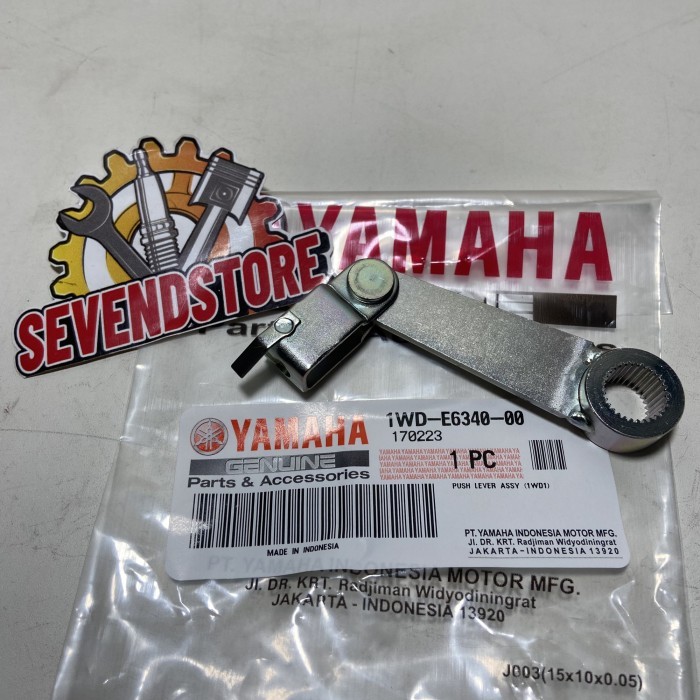 SEVENDSTORE
YAMAHA
YAMAHA
GENUINE
Parts & Accessories
1WD-E6340-00
170223
1 PC
PUSH LEVER ASSY (1WD1)
MADE IN INDONESIA
PT. YAMAHA INDONESIA MOTOR MFG.
JL. DR. KRT. Radjiman Widyodiningrat
JAKARTA - INDONESIA 13920
PT. YAMAHA INDONESIA MOTOR MFG.
Jl. DR. KRT. Radjiman Widyodiningrat
JAKARTA - INDONESIA 13920
J003(15x10x0.05)